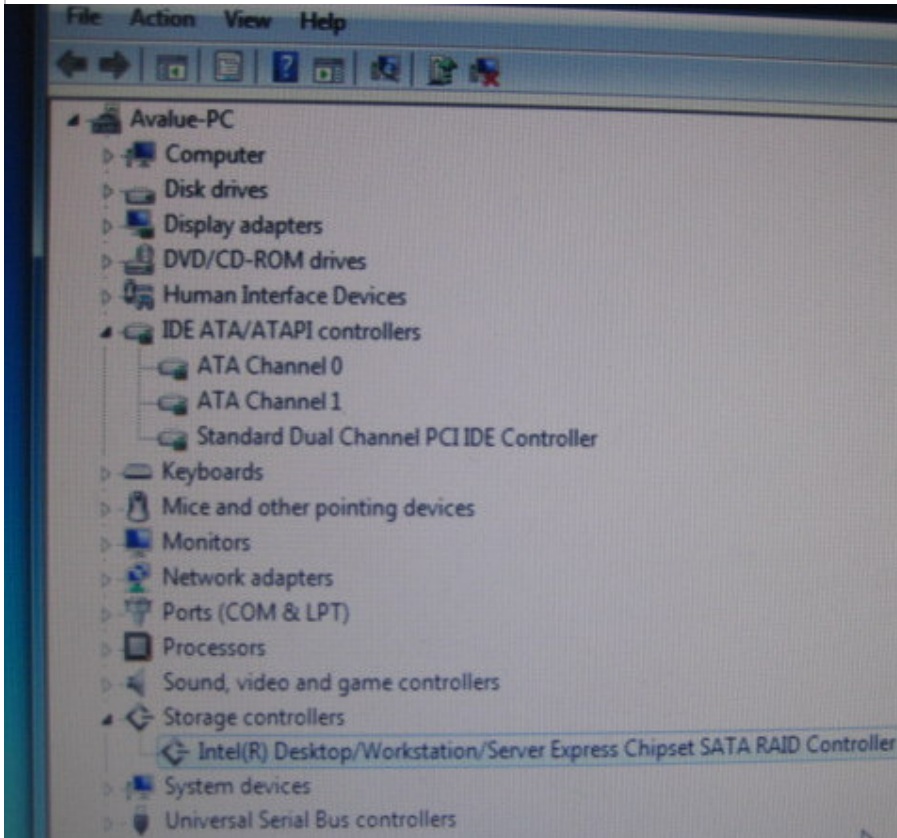 File Action View Help
Avalue-PC
Computer
Disk drives
Display adapters
DVD/CD-ROM drives
Human Interface Devices
IDE ATA/ATAPI controllers
ATA Channel 0
ATA Channel 1
Standard Dual Channel PCI IDE Controller
Keyboards
Mice and other pointing devices
Monitors
Network adapters
Ports (COM & LPT)
Processors
Sound, video and game controllers
Storage controllers
Intel(R) Desktop/Workstation/Server Express Chipset SATA RAID Controller
System devices
Universal Serial Bus controllers